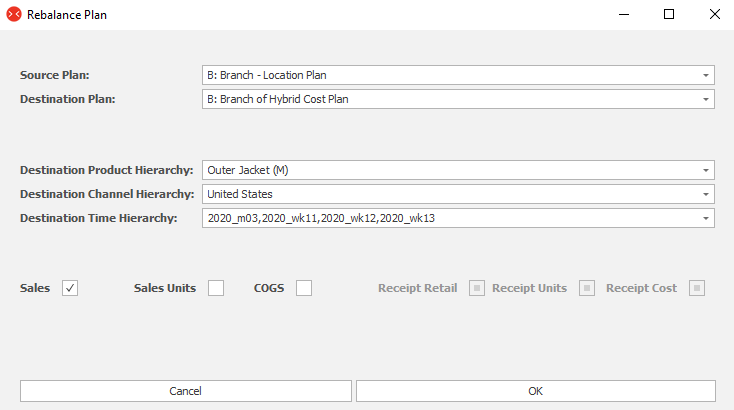 Rebalance Plan
Source Plan: B: Branch - Location Plan
Destination Plan: B: Branch of Hybrid Cost Plan
Destination Product Hierarchy: Outer Jacket (M)
Destination Channel Hierarchy: United States
Destination Time Hierarchy: 2020_m03,2020_wk11,2020_wk12,2020_wk13
Sales Sales Units COGS Receipt Retail Receipt Units Receipt Cost
Cancel OK